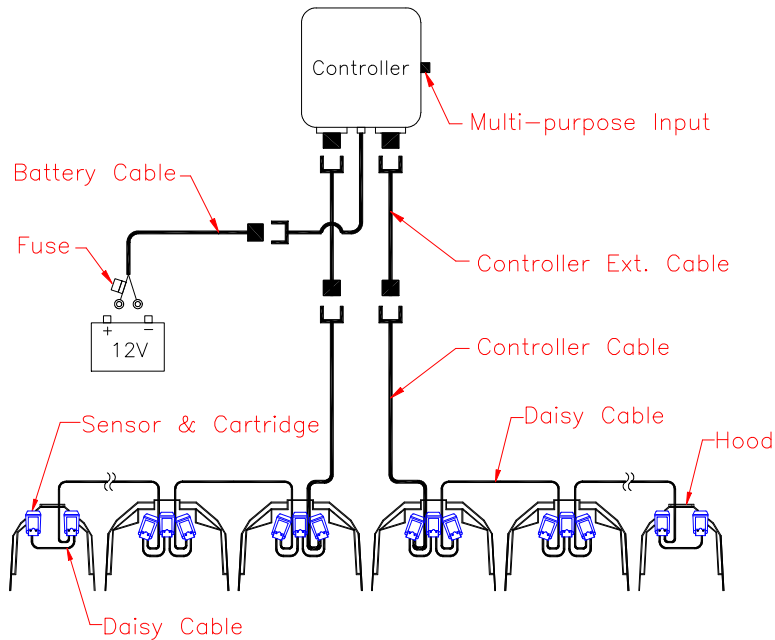 Controller
Multi-purpose Input
Battery Cable
Fuse
Controller Ext. Cable
+ −
12V
Controller Cable
Daisy Cable
Sensor & Cartridge
Hood
Daisy Cable